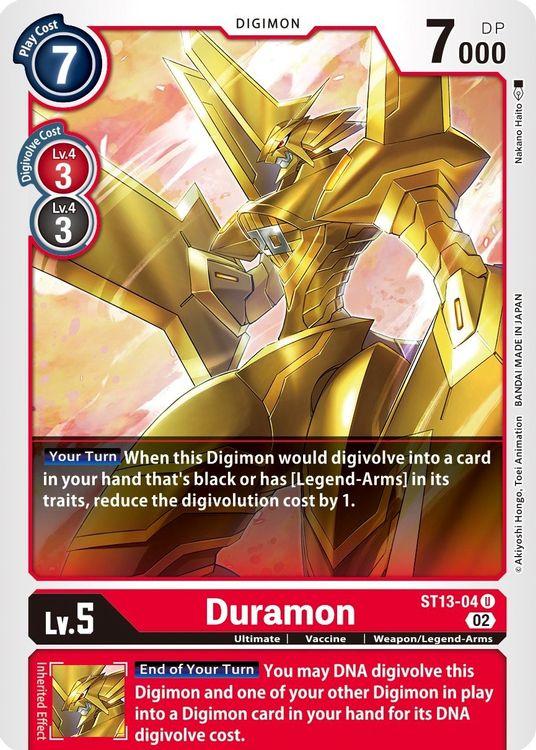 DIGIMON
Play Cost
7
7000
DP
Digivolve Cost
Lv.4
3
Lv.4
3
Nakano Haito
© Akiyoshi Hongo, Toei Animation BANDAI MADE IN JAPAN
Your Turn When this Digimon would digivolve into a card
in your hand that's black or has [Legend-Arms] in its
traits, reduce the digivolution cost by 1.
Lv.5
Duramon
ST13-04 U
02
Ultimate | Vaccine | Weapon/Legend-Arms
Inherited Effect
End of Your Turn You may DNA digivolve this
Digimon and one of your other Digimon in play
into a Digimon card in your hand for its DNA
digivolve cost.